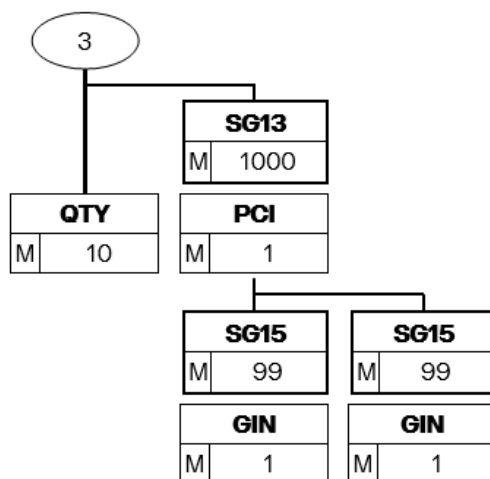 3
SG13
M 1000
QTY PCI
M 10 M 1
SG15 SG15
M 99 M 99
GIN GIN
M 1 M 1